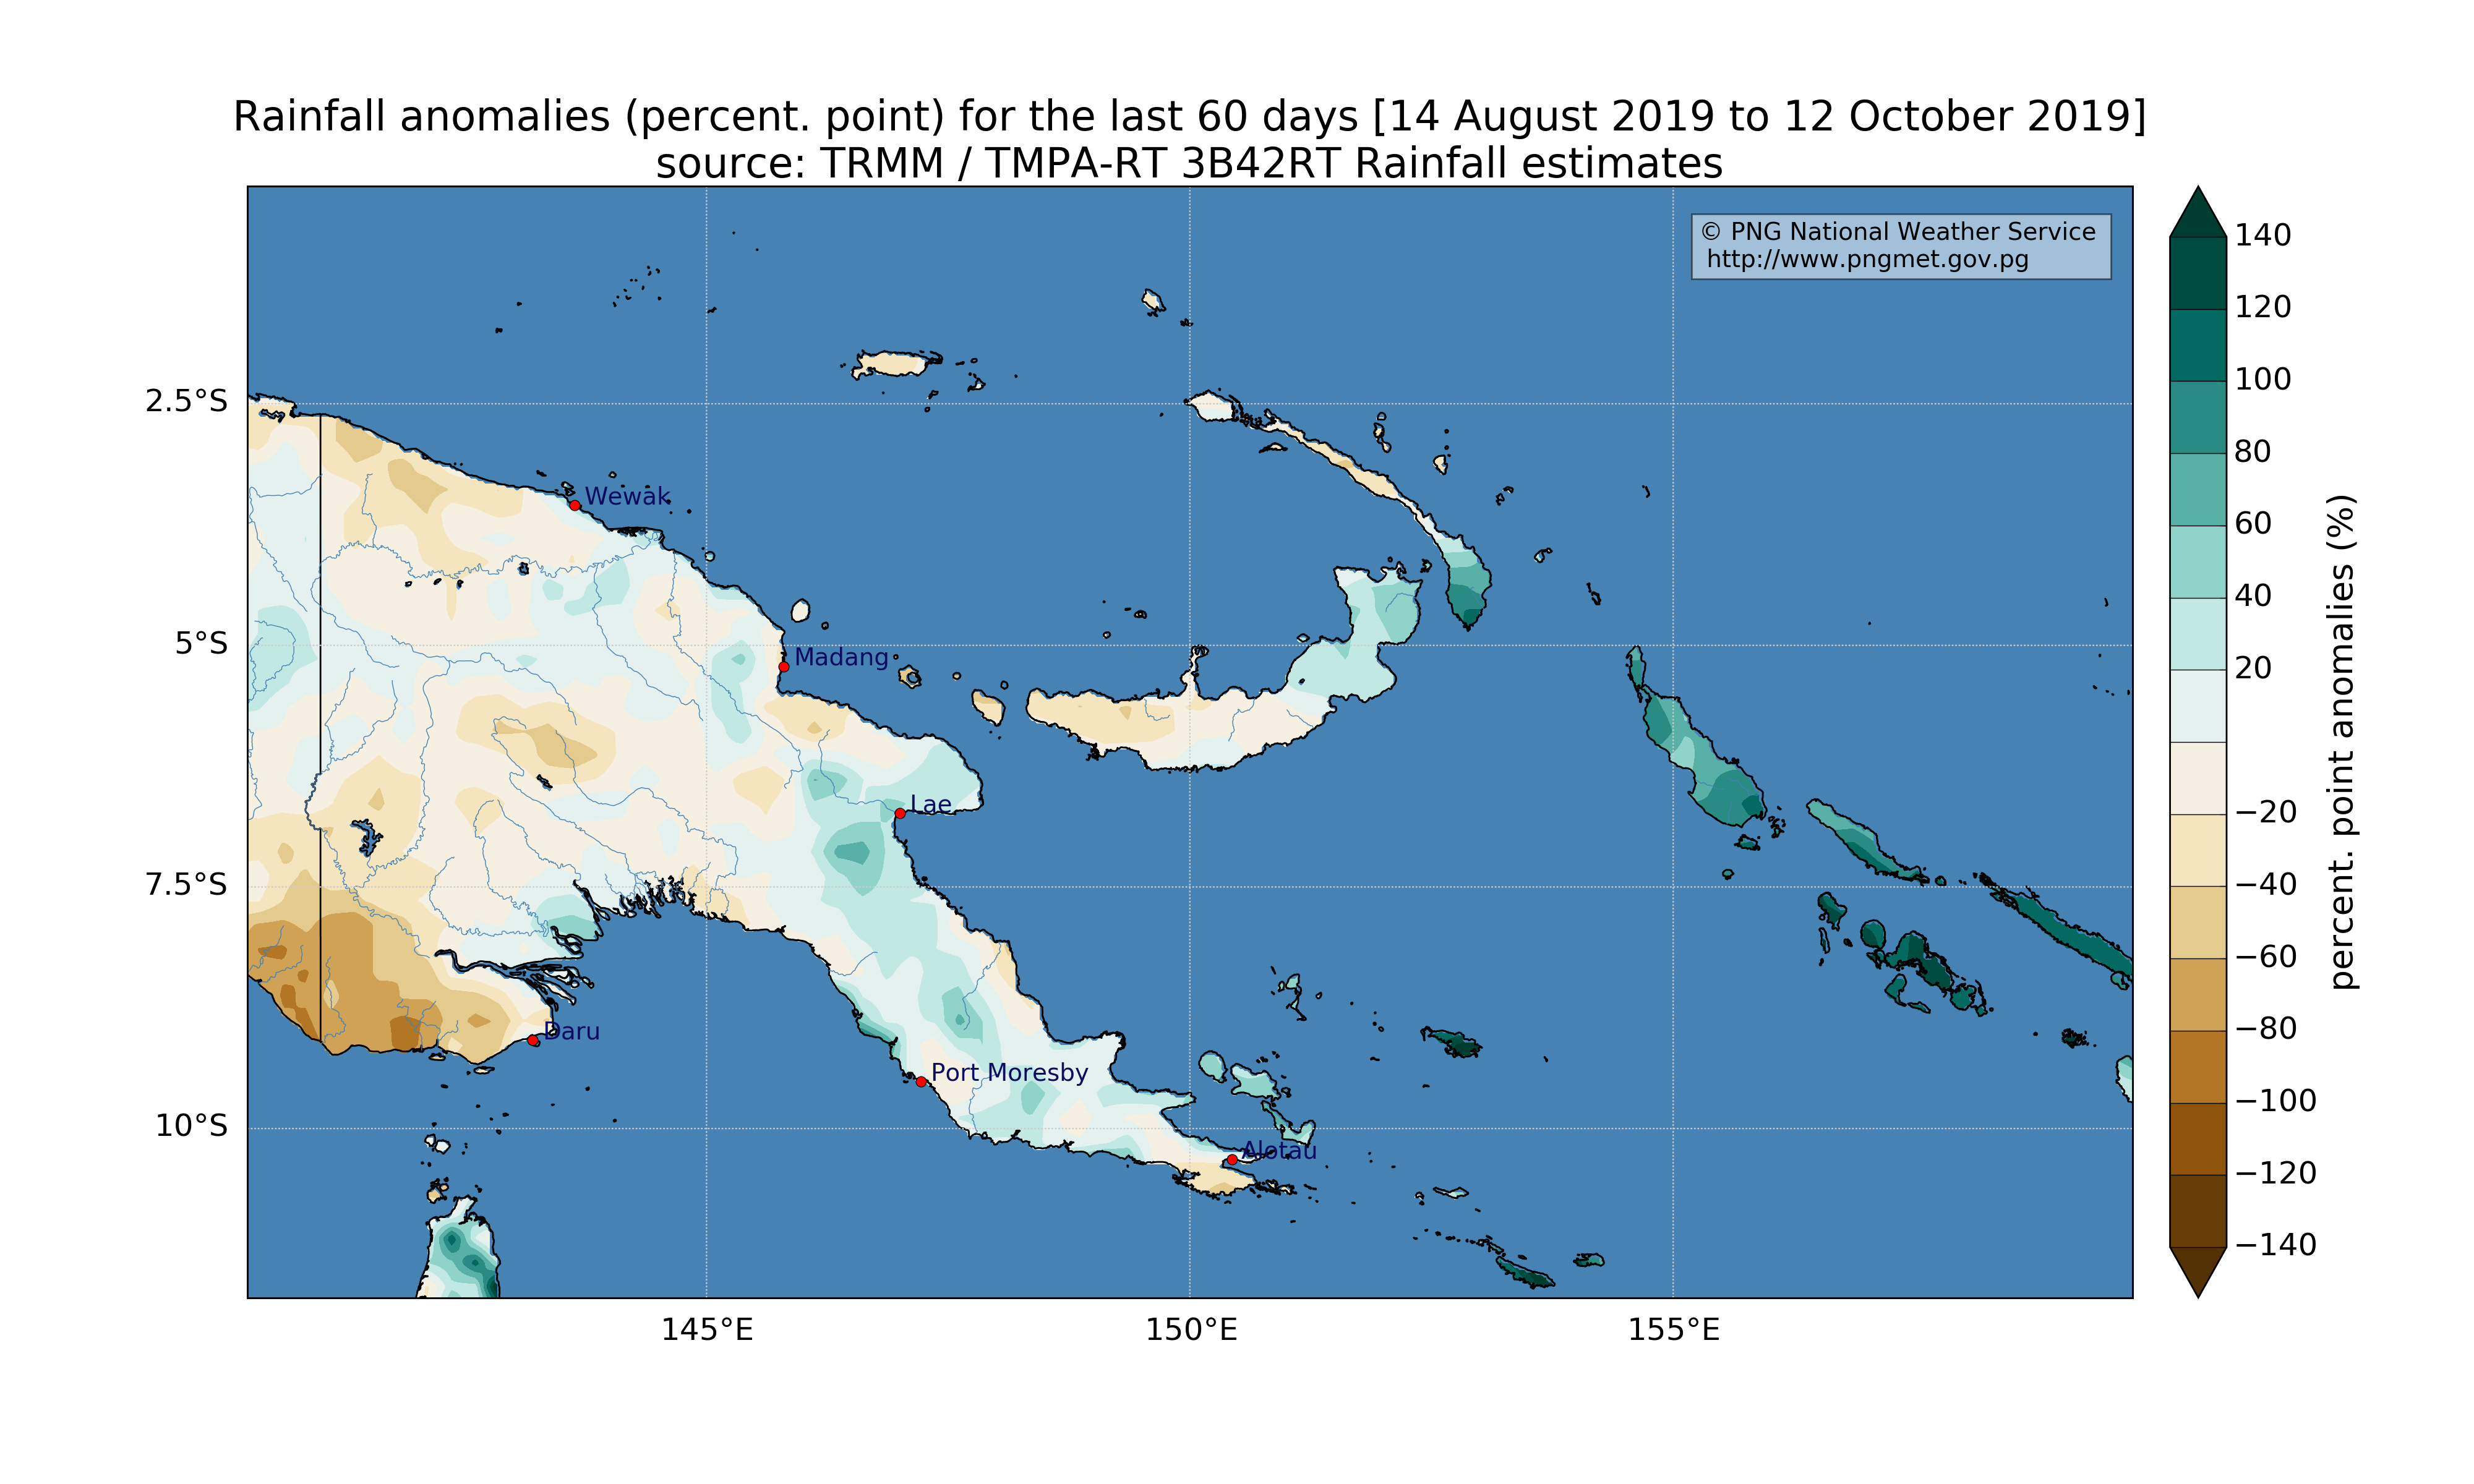 Rainfall anomalies (percent. point) for the last 60 days [14 August 2019 to 12 October 2019]
source: TRMM / TMPA-RT 3B42RT Rainfall estimates
© PNG National Weather Service
http://www.pngmet.gov.pg
2.5°S
5°S
7.5°S
10°S
Wewak
Madang
Lae
Daru
Port Moresby
Alotau
145°E
150°E
155°E
140
120
100
80
60
40
20
−20
−40
−60
−80
−100
−120
−140
percent. point anomalies (%)